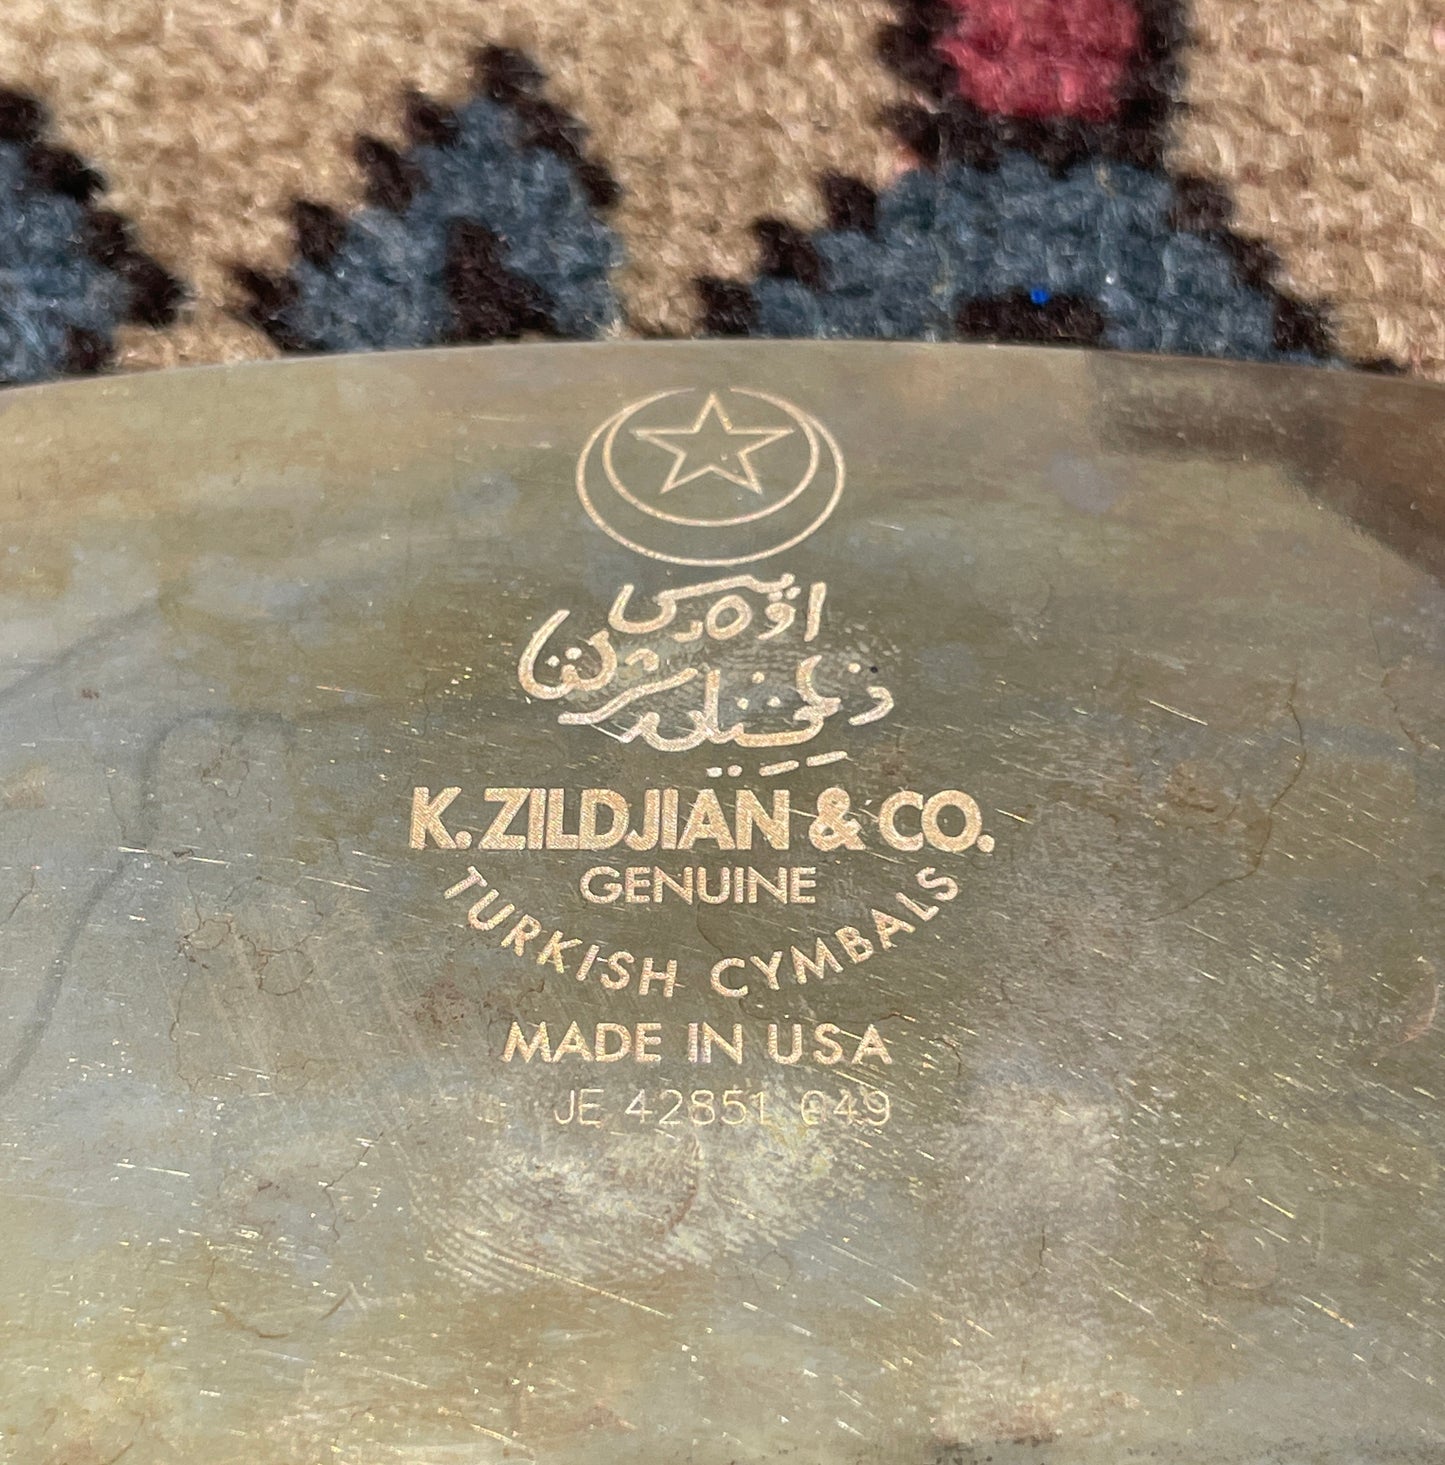 K. ZILDJIAN & CO.
GENUINE
TURKISH CYMBALS
MADE IN USA
JE 42851 049